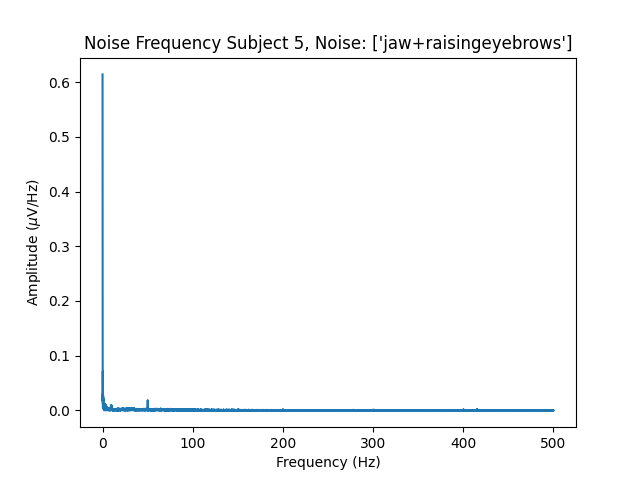 Noise Frequency Subject 5, Noise: ['jaw+raisingeyebrows']
Amplitude (μV/Hz)
0.6
0.5
0.4
0.3
0.2
0.1
0.0
0 100 200 300 400 500
Frequency (Hz)